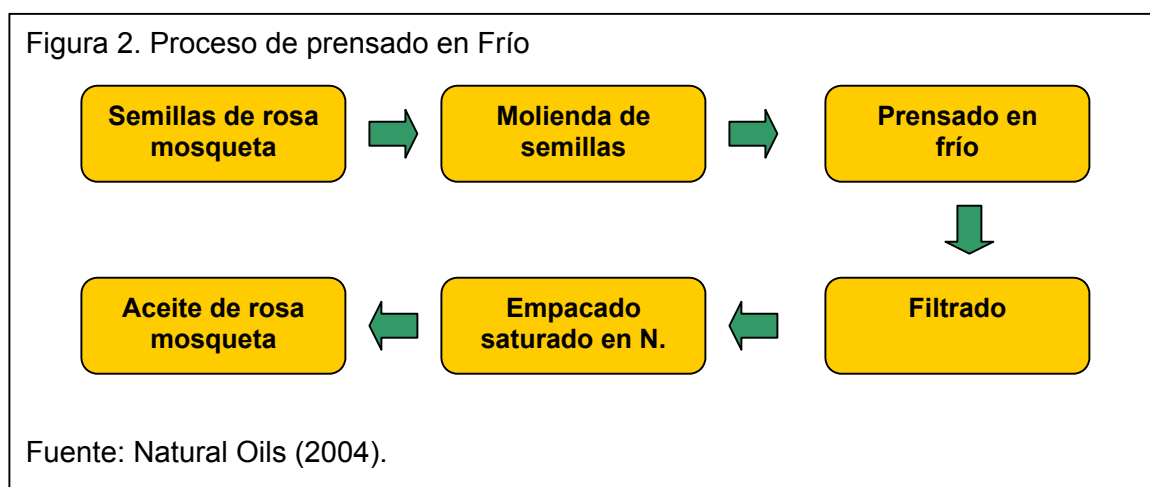 Figura 2. Proceso de prensado en Frío
Semillas de rosa
mosqueta
Molienda de
semillas
Prensado en
frío
Filtrado
Empacado
saturado en N.
Aceite de rosa
mosqueta
Fuente: Natural Oils (2004).